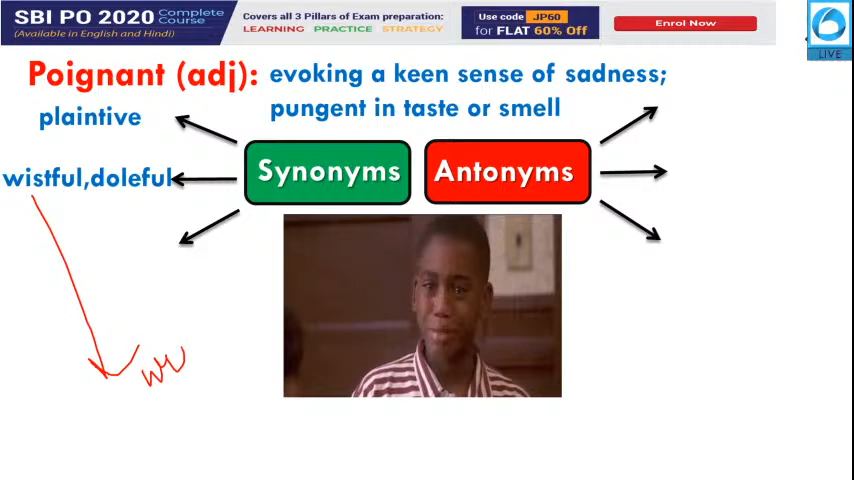 SBI PO 2020 Complete Course
(Available in English and Hindi)
Covers all 3 Pillars of Exam preparation:
LEARNING PRACTICE STRATEGY
Use code JP60
for FLAT 60% Off
Enrol Now
LIVE
Poignant (adj): evoking a keen sense of sadness;
pungent in taste or smell
plaintive
wistful,doleful
Synonyms
Antonyms